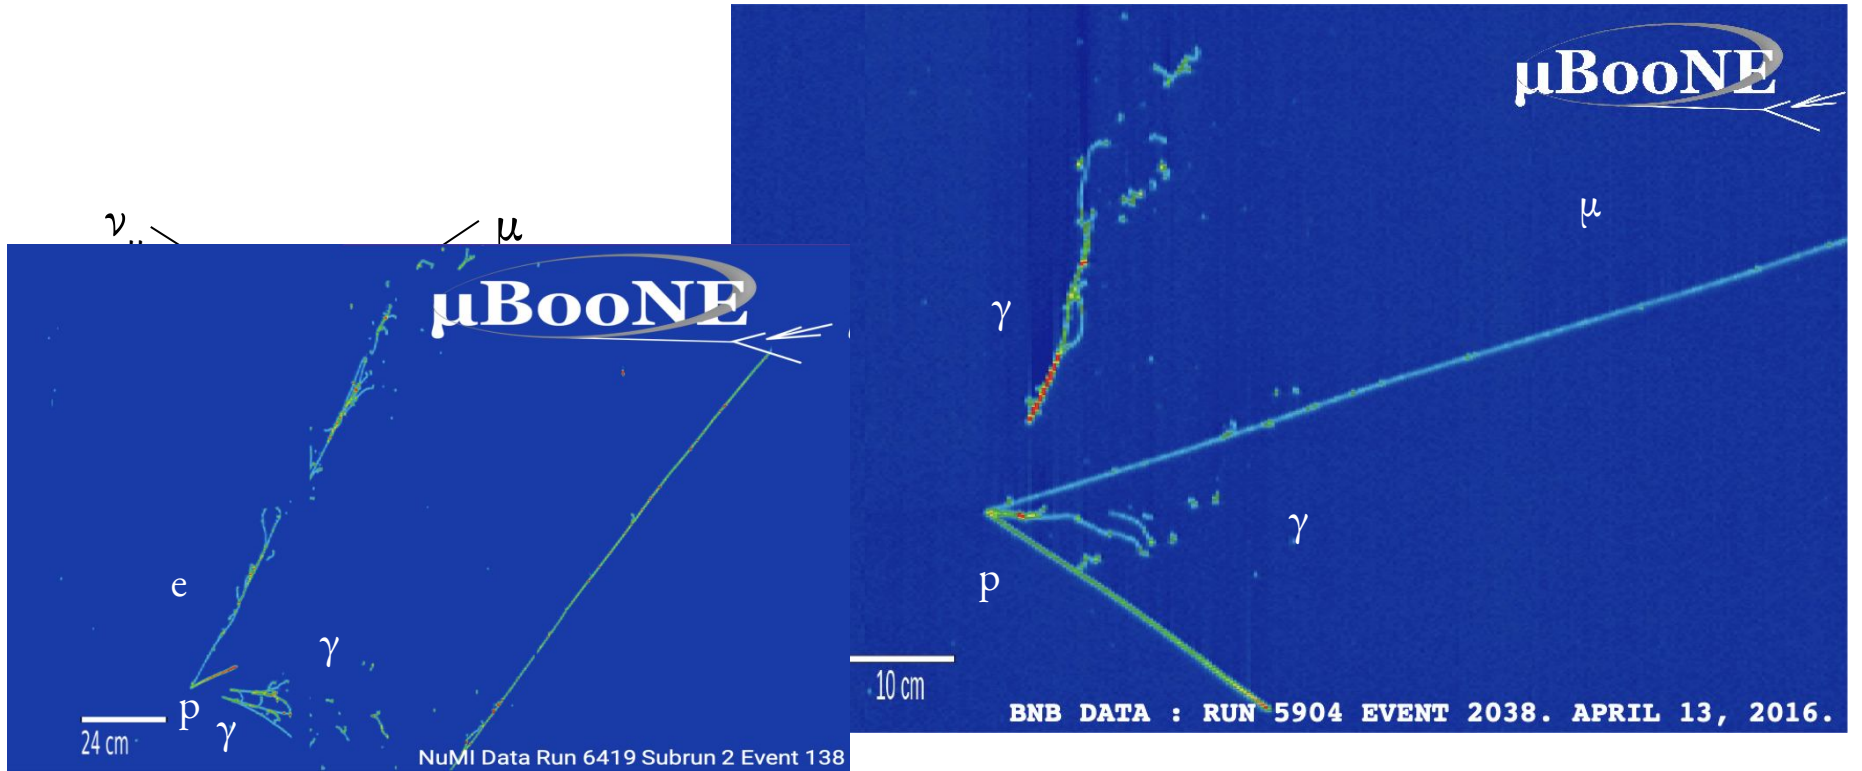 μBooNE
μ
ν
μ
μBooNE
γ
γ
e
p
γ
10 cm
p
γ
24 cm
BNB DATA : RUN 5904 EVENT 2038. APRIL 13, 2016.
NuMI Data Run 6419 Subrun 2 Event 138